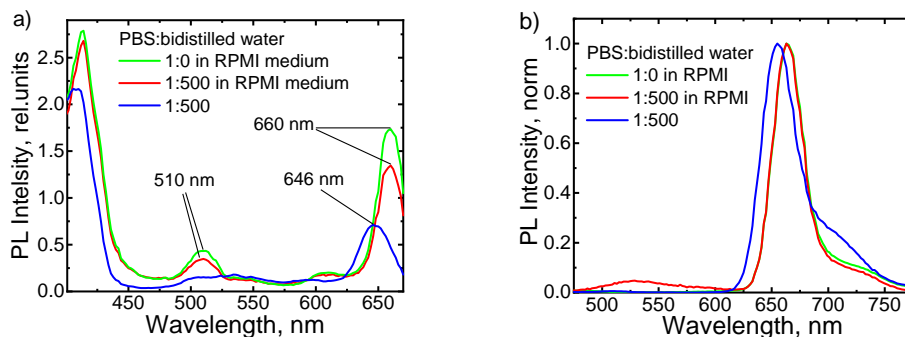 a)
PBS:bidistilled water
1:0 in RPMI medium
1:500 in RPMI medium
1:500
660 nm
510 nm
646 nm
PL Intelsity, rel.units
2.5
2.0
1.5
1.0
0.5
0.0
450 500 550 600 650
Wavelength, nm
b)
PBS:bidistilled water
1:0 in RPMI
1:500 in RPMI
1:500
PL Intensity, norm
1.0
0.8
0.6
0.4
0.2
0.0
500 550 600 650 700 750
Wavelength, nm